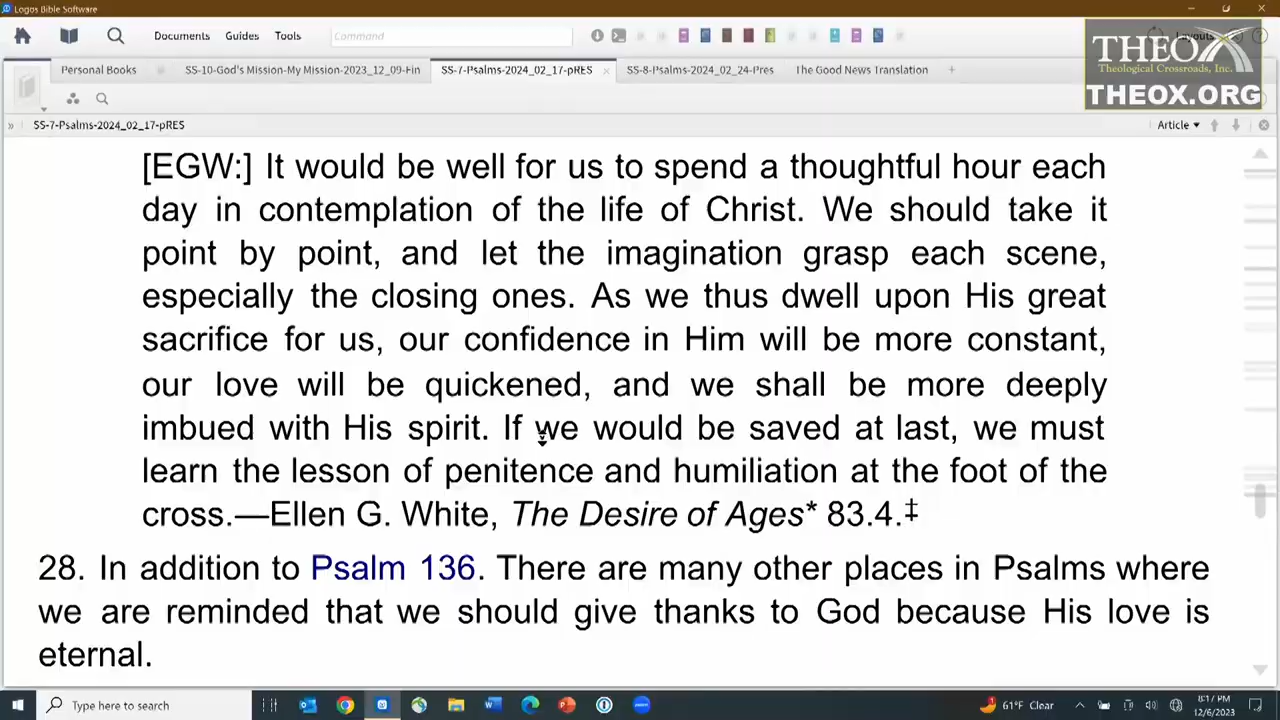 Logos Bible Software
Documents Guides Tools Command
THEOX
Theological Crossroads, Inc.
THEOX.ORG
Personal Books SS-10-God's Mission-My Mission-2023_12_09-Fin SS-7-Psalms-2024_02_17-pRES × SS-8-Psalms-2024_02_24-Pres The Good News Translation +
» SS-7-Psalms-2024_02_17-pRES Article
[EGW:] It would be well for us to spend a thoughtful hour each
day in contemplation of the life of Christ. We should take it
point by point, and let the imagination grasp each scene,
especially the closing ones. As we thus dwell upon His great
sacrifice for us, our confidence in Him will be more constant,
our love will be quickened, and we shall be more deeply
imbued with His spirit. If we would be saved at last, we must
learn the lesson of penitence and humiliation at the foot of the
cross.—Ellen G. White, The Desire of Ages* 83.4.‡
28. In addition to Psalm 136. There are many other places in Psalms where
we are reminded that we should give thanks to God because His love is
eternal.
Type here to search 61°F Clear 8:17 PM
12/6/2023